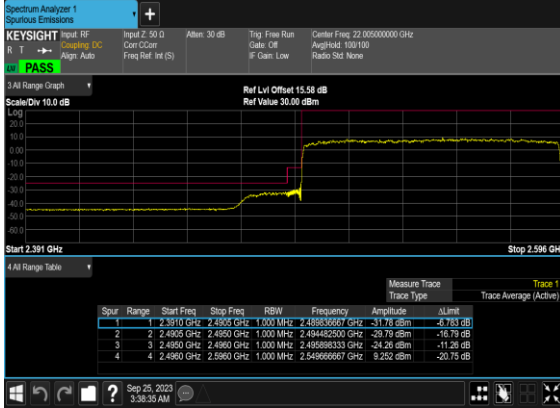 Spectrum Analyzer 1
Spurious Emissions
KEYSIGHT Input: RF Input Z: 50 Ω Atten: 30 dB Trig: Free Run Center Freq: 22.005000000 GHz
R T Coupling: DC Corr CCorr Gate: Off Avg|Hold: 100/100
Align: Auto Freq Ref: Int (S) IF Gain: Low Radio Std: None
PASS
3 All Range Graph
Ref Lvl Offset 15.58 dB
Scale/Div 10.0 dB Ref Value 30.00 dBm
Log
20.0
10.0
0.00
-10.0
-20.0
-30.0
-40.0
-50.0
-60.0
Start 2.391 GHz Stop 2.596 GH
4 All Range Table
Measure Trace Trace 1
Trace Type Trace Average (Active)
Spur Range Start Freq Stop Freq RBW Frequency Amplitude ΔLimit
1 1 2.3910 GHz 2.4905 GHz 1.000 MHz 2.489836667 GHz -31.78 dBm -6.783 dB
2 2 2.4905 GHz 2.4950 GHz 1.000 MHz 2.494482500 GHz -29.79 dBm -16.79 dB
3 3 2.4950 GHz 2.4960 GHz 1.000 MHz 2.495898333 GHz -24.26 dBm -11.26 dB
4 4 2.4960 GHz 2.5960 GHz 1.000 MHz 2.549666667 GHz 9.252 dBm -20.75 dB
Sep 25, 2023
3:38:35 AM